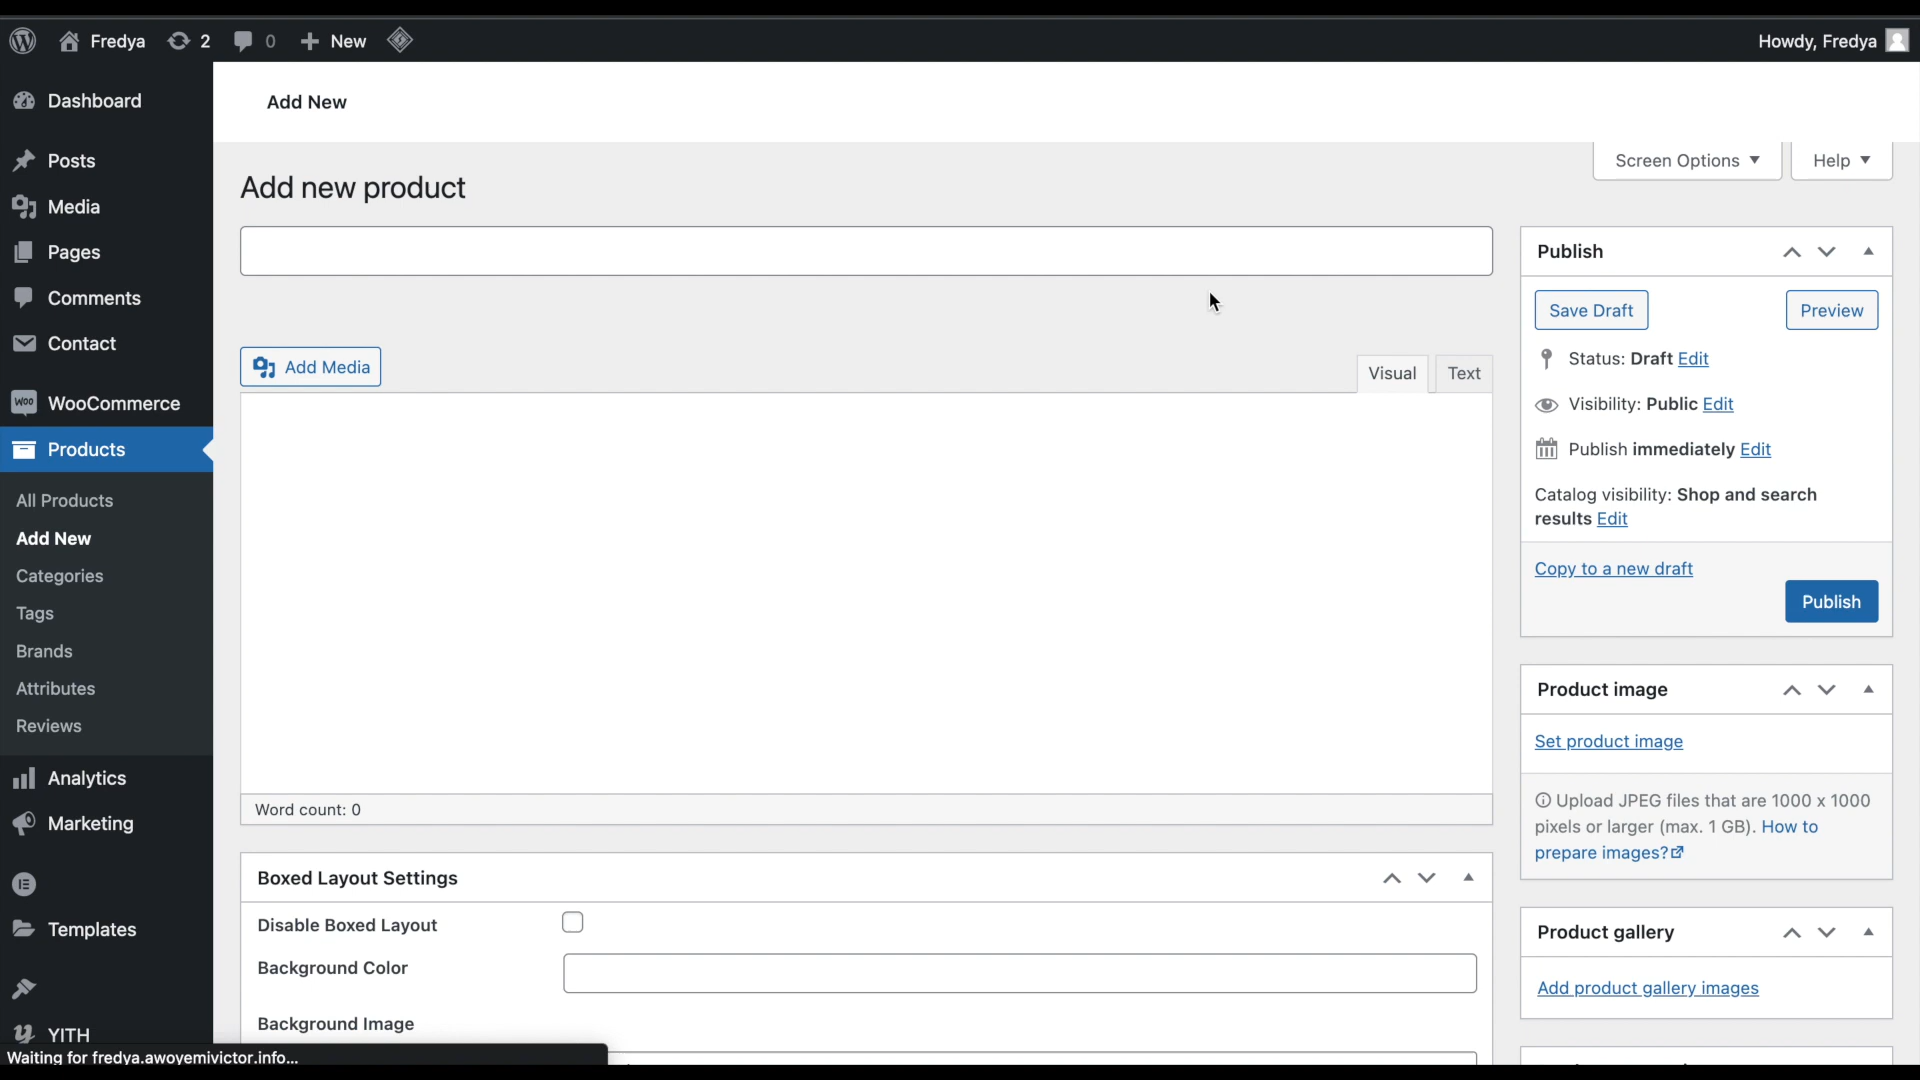 Fredya 2 0 New
Howdy, Fredya
Dashboard
Posts
Media
Pages
Comments
Contact
Woo WooCommerce
Products
All Products
Add New
Categories
Tags
Brands
Attributes
Reviews
Analytics
Marketing
Templates
YITH
Waiting for fredya.awoyemivictor.info...
Add New
Screen Options Help
Add new product
Add Media
Visual Text
Word count: 0
Boxed Layout Settings
Disable Boxed Layout
Background Color
Background Image
Publish
Save Draft Preview
Status: Draft Edit
Visibility: Public Edit
Publish immediately Edit
Catalog visibility: Shop and search
results Edit
Copy to a new draft
Publish
Product image
Set product image
Upload JPEG files that are 1000 x 1000
pixels or larger (max. 1 GB). How to
prepare images?
Product gallery
Add product gallery images